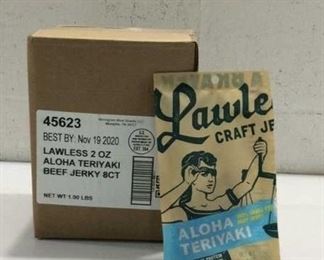 45623
BEST BY: Nov 19 2020
LAWLESS 2 OZ
ALOHA TERIYAKI
BEEF JERKY 8CT
NET WT 1.00 LBS
Lawle
CRAFT JE
ALOHA
TERIYAKI